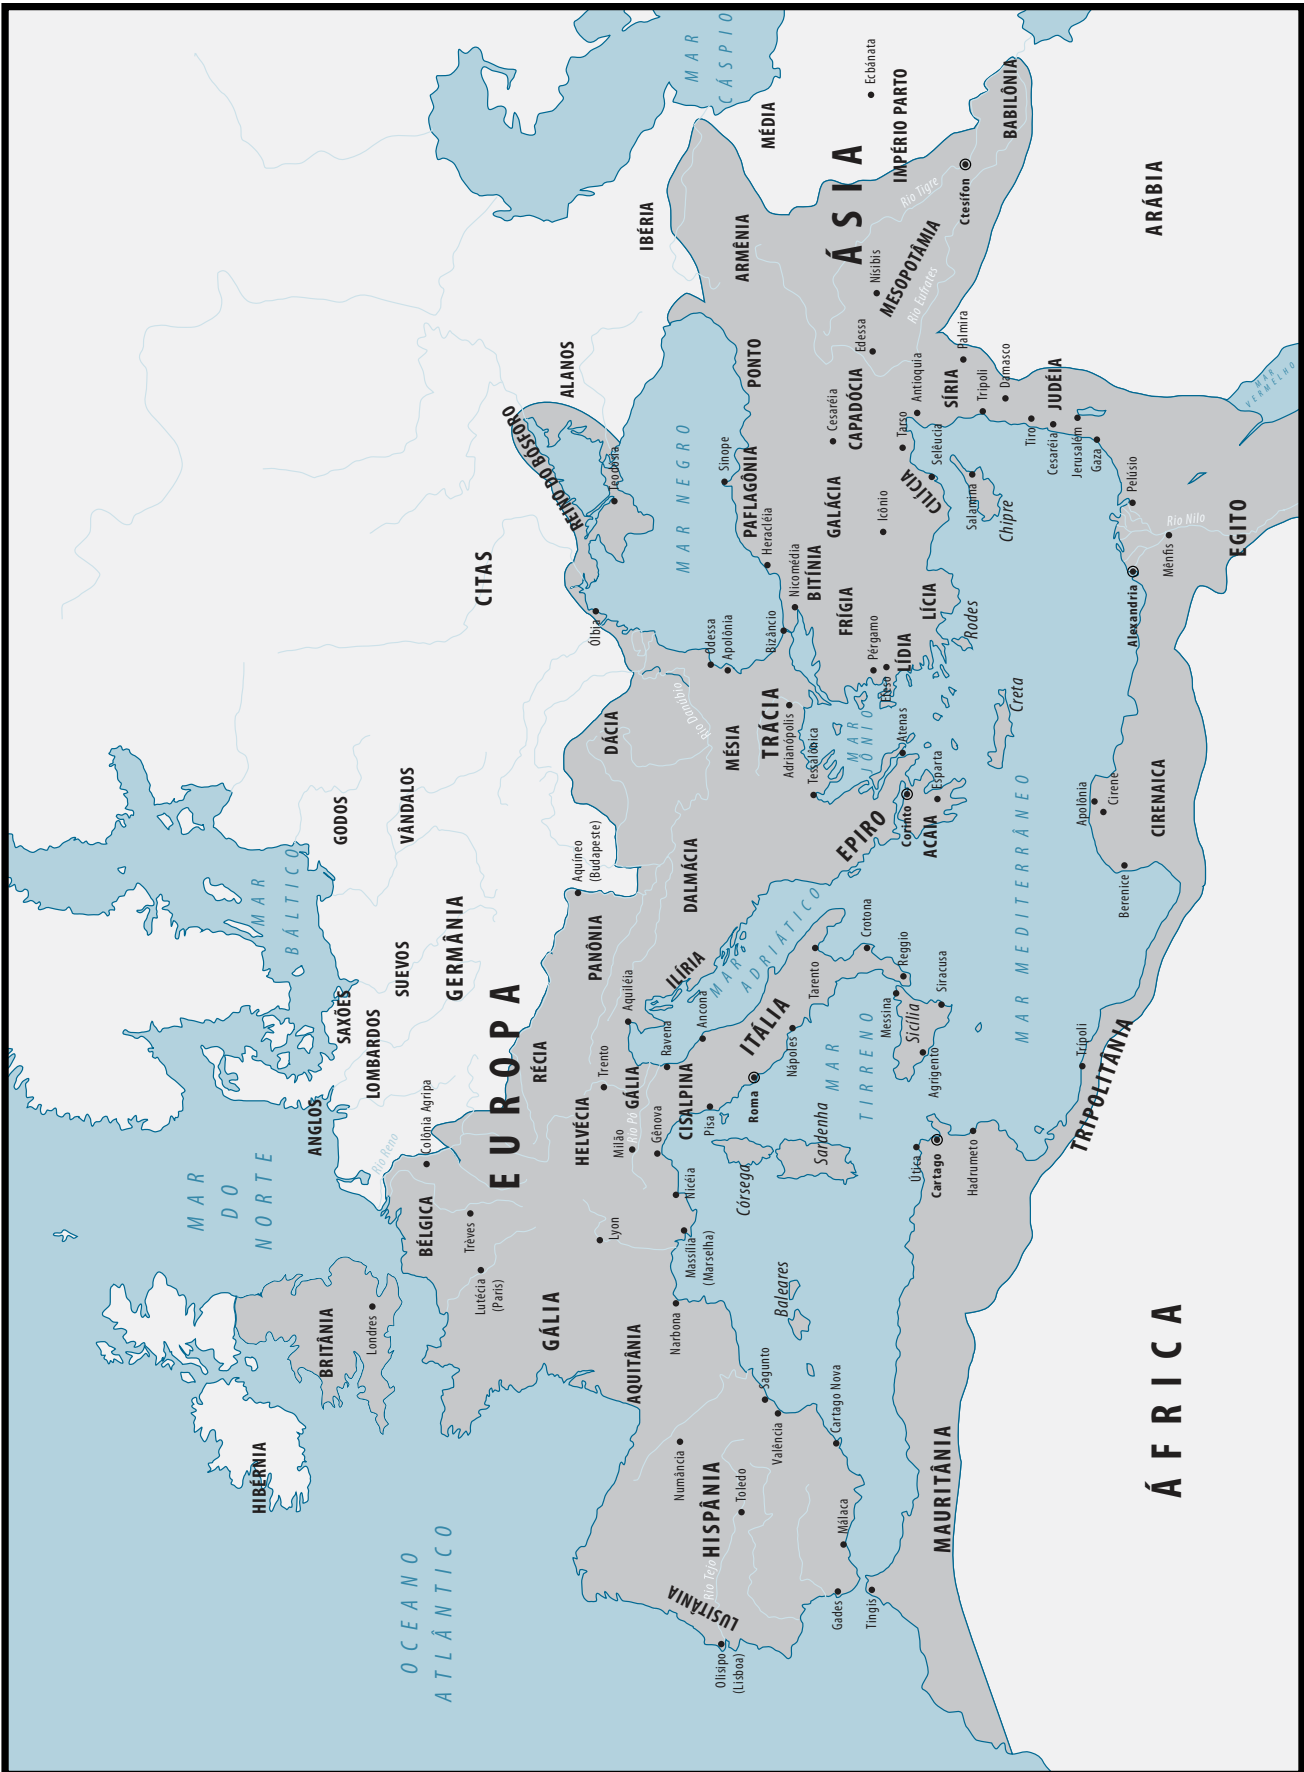 OCEANO
ATLÂNTICO
HIBÉRNIA
BRITÂNIA
Londres
MAR
DO
NORTE
ANGLOS
SAXÕES
LOMBARDOS
SUEVOS
GERMÂNIA
MAR
BÁLTICO
GODOS
VÂNDALOS
CITAS
ALANOS
IBÉRIA
MAR
CÁSPIO
EUROPA
Rio Reno
Colônia Agripa
BÉLGICA
Trèves
Lutécia
(Paris)
GÁLIA
Lyon
AQUITÂNIA
HELVÉCIA
RÉCIA
Trento
Milão
Rio Pó
GÁLIA
CISALPINA
Gênova
Nicéia
Massília
(Marselha)
Narbona
PANÔNIA
Aquíneo
(Budapeste)
Aquiléia
Ravena
Ancona
Pisa
ILÍRIA
DALMÁCIA
MAR
ADRIÁTICO
ITÁLIA
Roma
Nápoles
Tarento
Crotona
Reggio
Messina
Sicília
Siracusa
Agrigento
MAR
TIRRENO
Córsega
Sardenha
Baleares
LUSITÂNIA
Olisipo
(Lisboa)
Rio Tejo
HISPÂNIA
Numância
Toledo
Sagunto
Valência
Cartago Nova
Málaca
Gades
Tingis
MAURITÂNIA
Útica
Cartago
Hadrumeto
TRIPOLITÂNIA
Tripoli
ÁFRICA
MAR MEDITERRÂNEO
DÁCIA
Rio Danúbio
MÉSIA
TRÁCIA
Adrianópolis
Tessalônica
EPIRO
Corinto
ACAIA
Esparta
Atenas
MAR
IÔNIO
Creta
Rodes
Berenice
Apolônia
Cirene
CIRENAICA
Ólbia
REINO DO BÓSFORO
Teodósia
MAR NEGRO
Odessa
Apolônia
Bizâncio
Nicomédia
BITÍNIA
Heracléia
PAFLAGÔNIA
Sinope
PONTO
FRÍGIA
Pérgamo
Éfeso
LÍDIA
LÍCIA
GALÁCIA
Icônio
Cesaréia
CAPADÓCIA
CILÍCIA
Tarso
Selêucia
Antioquia
SÍRIA
Palmira
Tripoli
Damasco
Salamina
Chipre
Tiro
Cesaréia
JUDÉIA
Jerusalém
Gaza
Pelúsio
Alexandria
Mênfis
Rio Nilo
EGITO
MAR
VERMELHO
ARMÊNIA
ÁSIA
MÉDIA
Ecbánata
IMPÉRIO PARTO
Edessa
Nísibis
MESOPOTÂMIA
Rio Tigre
Rio Eufrates
Ctesífon
BABILÔNIA
ARÁBIA